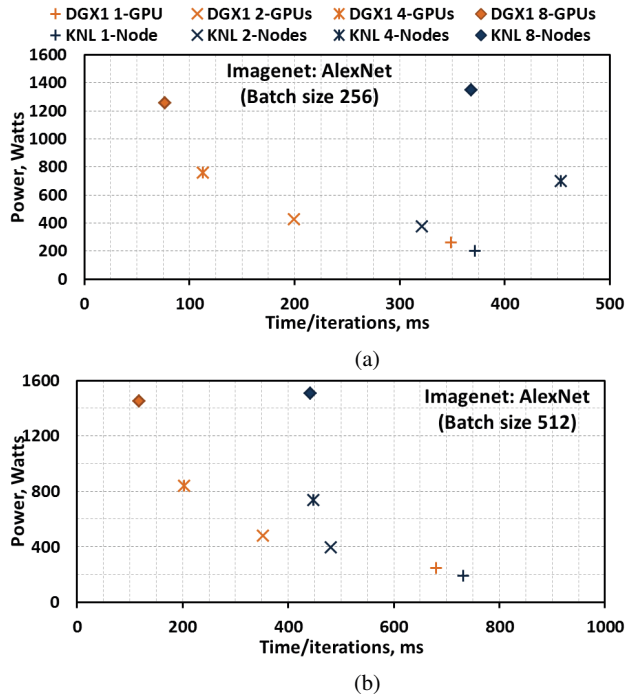 DGX1 1-GPU DGX1 2-GPUs DGX1 4-GPUs DGX1 8-GPUs
KNL 1-Node KNL 2-Nodes KNL 4-Nodes KNL 8-Nodes
Imagenet: AlexNet
(Batch size 256)
Power, Watts
1600
1400
1200
1000
800
600
400
200
0
0 100 200 300 400 500
Time/iterations, ms
(a)
Imagenet: AlexNet
(Batch size 512)
Power, Watts
1600
1200
800
400
0
200 400 600 800 1000
Time/iterations, ms
(b)